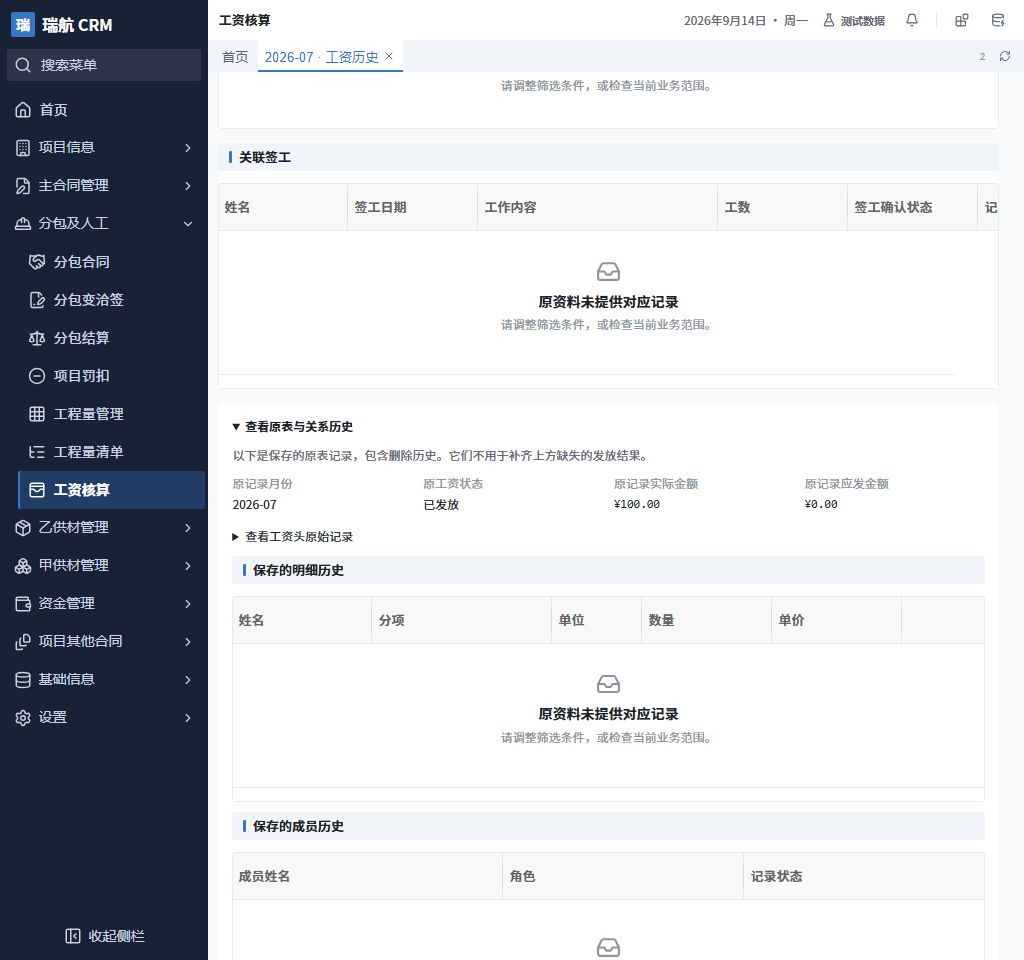 瑞 瑞航 CRM
搜索菜单
首页
项目信息
主合同管理
分包及人工
分包合同
分包变洽签
分包结算
项目罚扣
工程量管理
工程量清单
工资核算
乙供材管理
甲供材管理
资金管理
项目其他合同
基础信息
设置
收起侧栏
工资核算
2026年9月14日 · 周一 测试数据
首页 2026-07 · 工资历史 2
请调整筛选条件，或检查当前业务范围。
关联签工
姓名 签工日期 工作内容 工数 签工确认状态 记
原资料未提供对应记录
请调整筛选条件，或检查当前业务范围。
查看原表与关系历史
以下是保存的原表记录，包含删除历史。它们不用于补齐上方缺失的发放结果。
原记录月份 原工资状态 原记录实际金额 原记录应发金额
2026-07 已发放 ¥100.00 ¥0.00
查看工资头原始记录
保存的明细历史
姓名 分项 单位 数量 单价
原资料未提供对应记录
请调整筛选条件，或检查当前业务范围。
保存的成员历史
成员姓名 角色 记录状态